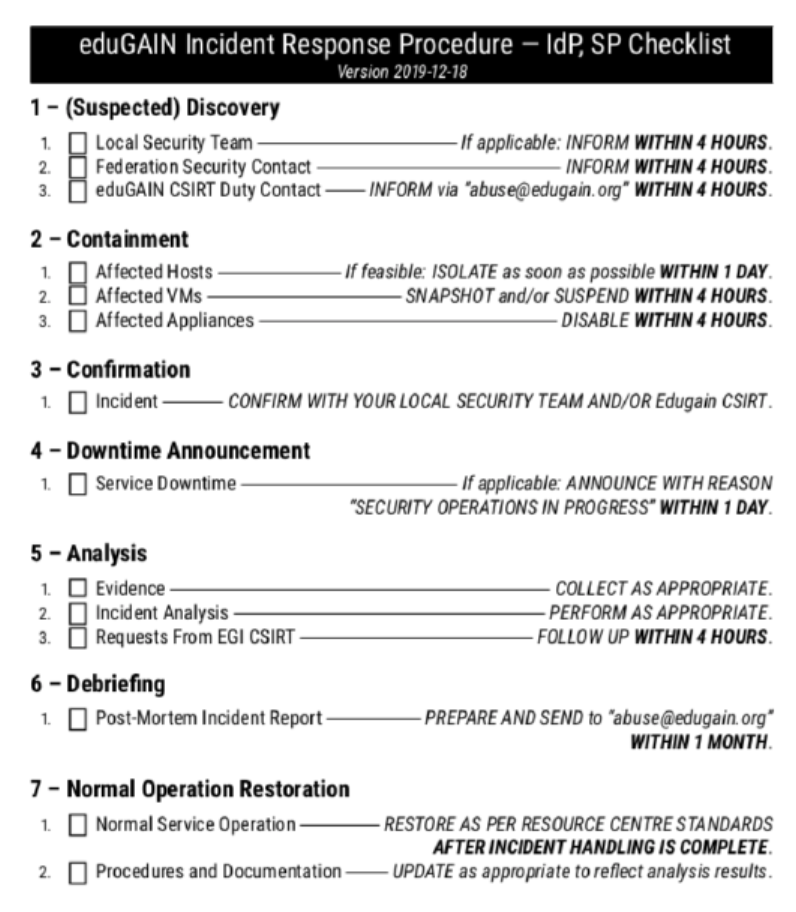 eduGAIN Incident Response Procedure – IdP, SP Checklist
Version 2019-12-18
1 – (Suspected) Discovery
1. Local Security Team If applicable: INFORM WITHIN 4 HOURS.
2. Federation Security Contact INFORM WITHIN 4 HOURS.
3. eduGAIN CSIRT Duty Contact INFORM via "abuse@edugain.org" WITHIN 4 HOURS.
2 – Containment
1. Affected Hosts If feasible: ISOLATE as soon as possible WITHIN 1 DAY.
2. Affected VMs SNAPSHOT and/or SUSPEND WITHIN 4 HOURS.
3. Affected Appliances DISABLE WITHIN 4 HOURS.
3 – Confirmation
1. Incident CONFIRM WITH YOUR LOCAL SECURITY TEAM AND/OR Edugain CSIRT.
4 – Downtime Announcement
1. Service Downtime If applicable: ANNOUNCE WITH REASON
"SECURITY OPERATIONS IN PROGRESS" WITHIN 1 DAY.
5 – Analysis
1. Evidence COLLECT AS APPROPRIATE.
2. Incident Analysis PERFORM AS APPROPRIATE.
3. Requests From EGI CSIRT FOLLOW UP WITHIN 4 HOURS.
6 – Debriefing
1. Post-Mortem Incident Report PREPARE AND SEND to "abuse@edugain.org"
WITHIN 1 MONTH.
7 – Normal Operation Restoration
1. Normal Service Operation RESTORE AS PER RESOURCE CENTRE STANDARDS
AFTER INCIDENT HANDLING IS COMPLETE.
2. Procedures and Documentation UPDATE as appropriate to reflect analysis results.